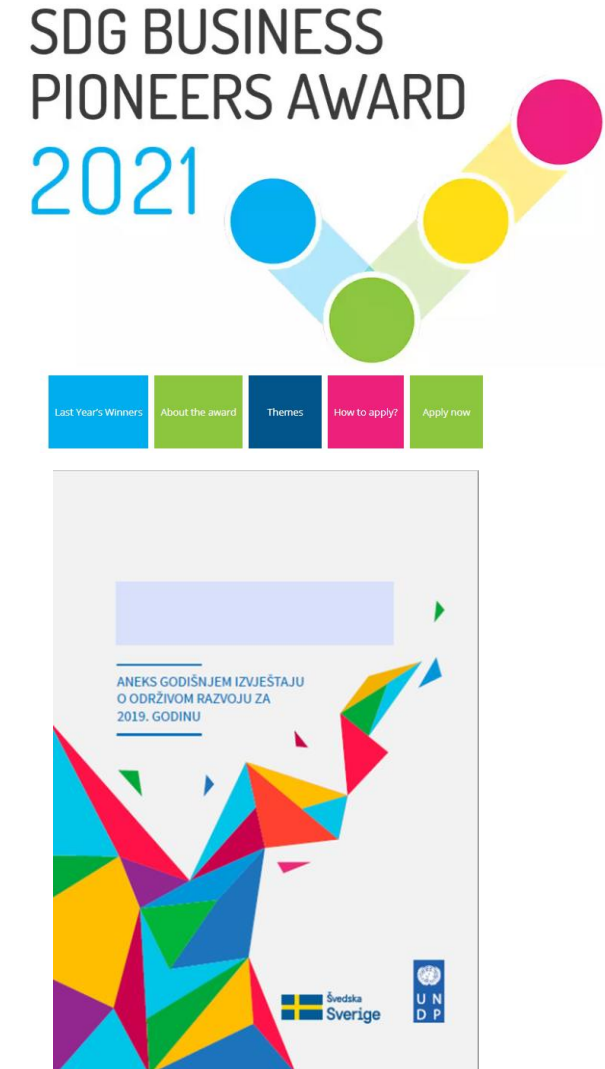 SDG BUSINESS
PIONEERS AWARD
2021
Last Year's Winners
About the award
Themes
How to apply?
Apply now
ANEKS GODIŠNJEM IZVJEŠTAJU
O ODRŽIVOM RAZVOJU ZA
2019. GODINU
Švedska
Sverige
U N
D P